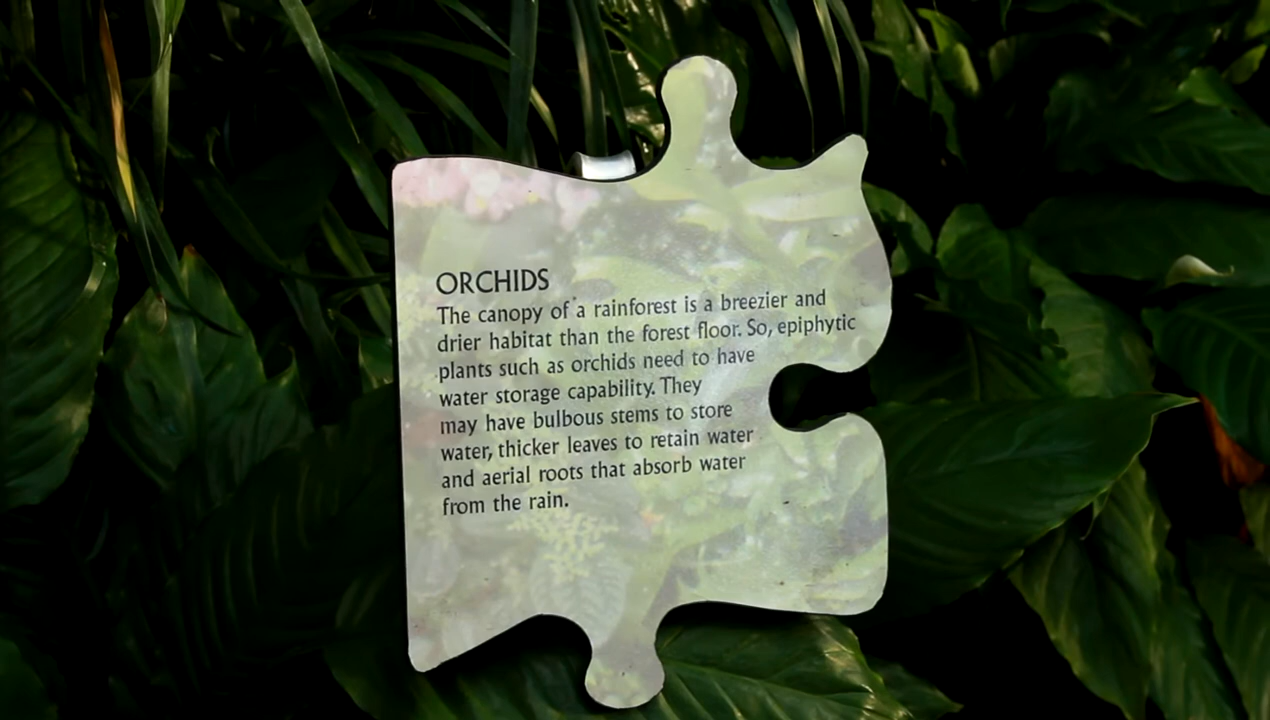 ORCHIDS
The canopy of a rainforest is a breezier and
drier habitat than the forest floor. So, epiphytic
plants such as orchids need to have
water storage capability. They
may have bulbous stems to store
water, thicker leaves to retain water
and aerial roots that absorb water
from the rain.